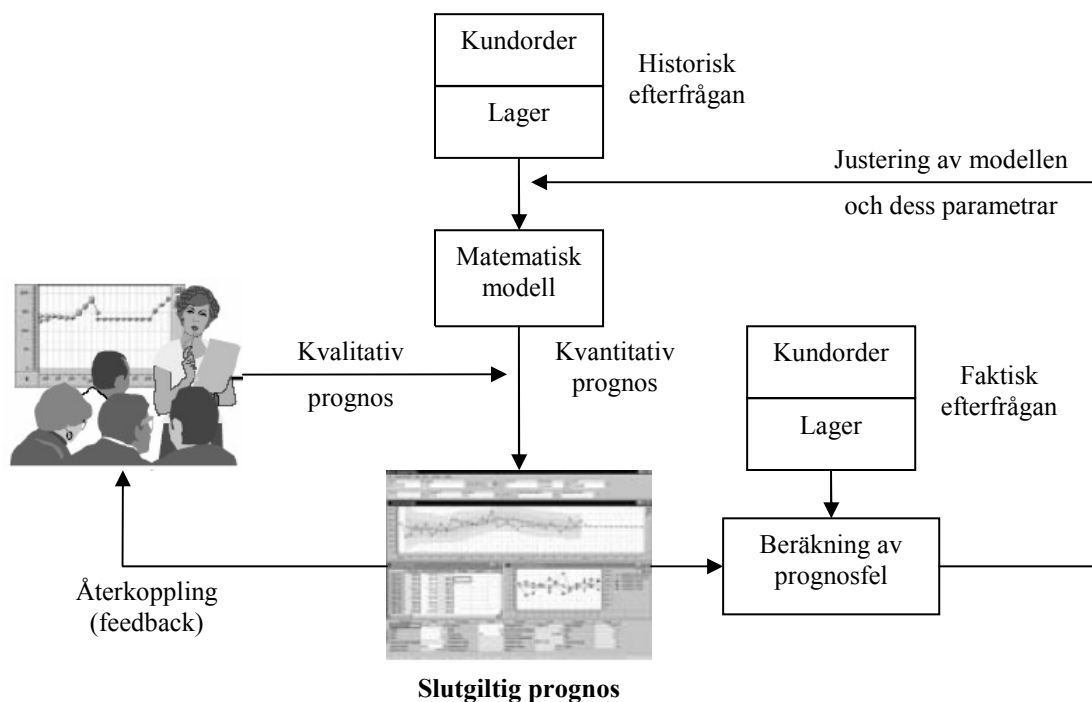 Kundorder
Lager
Historisk
efterfrågan
Justering av modellen
och dess parametrar
Matematisk
modell
Kvalitativ
prognos
Kvantitativ
prognos
Kundorder
Lager
Faktisk
efterfrågan
Beräkning av
prognosfel
Återkoppling
(feedback)
Slutgiltig prognos